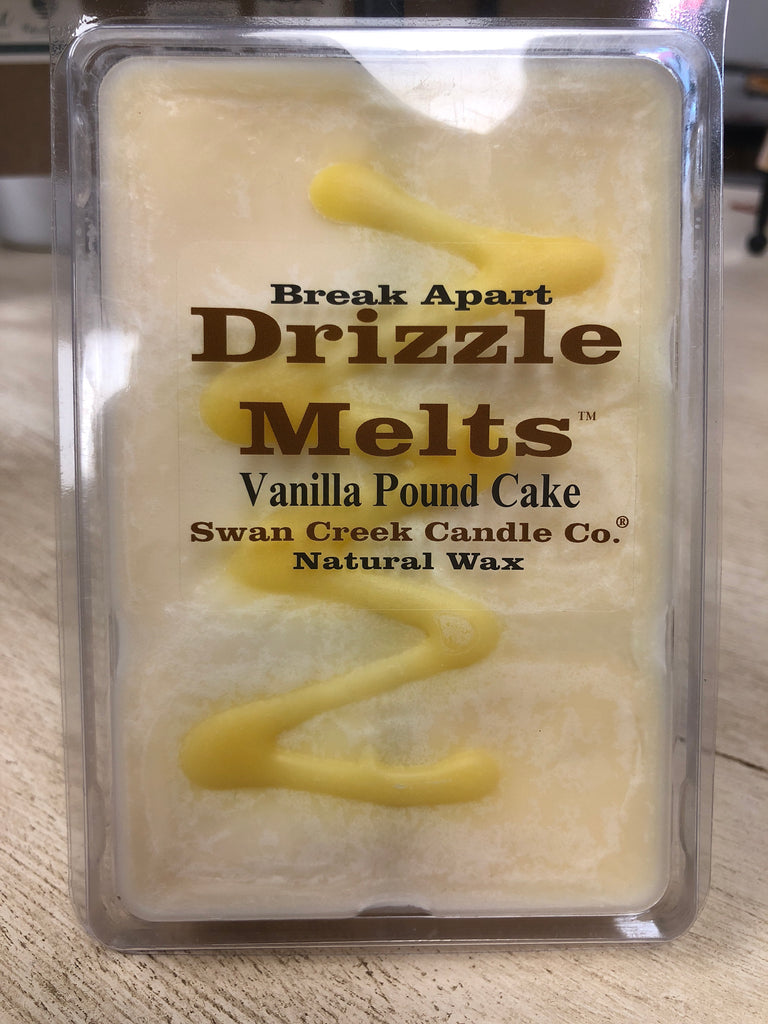 Break Apart
Drizzle
Melts™
Vanilla Pound Cake
Swan Creek Candle Co.®
Natural Wax